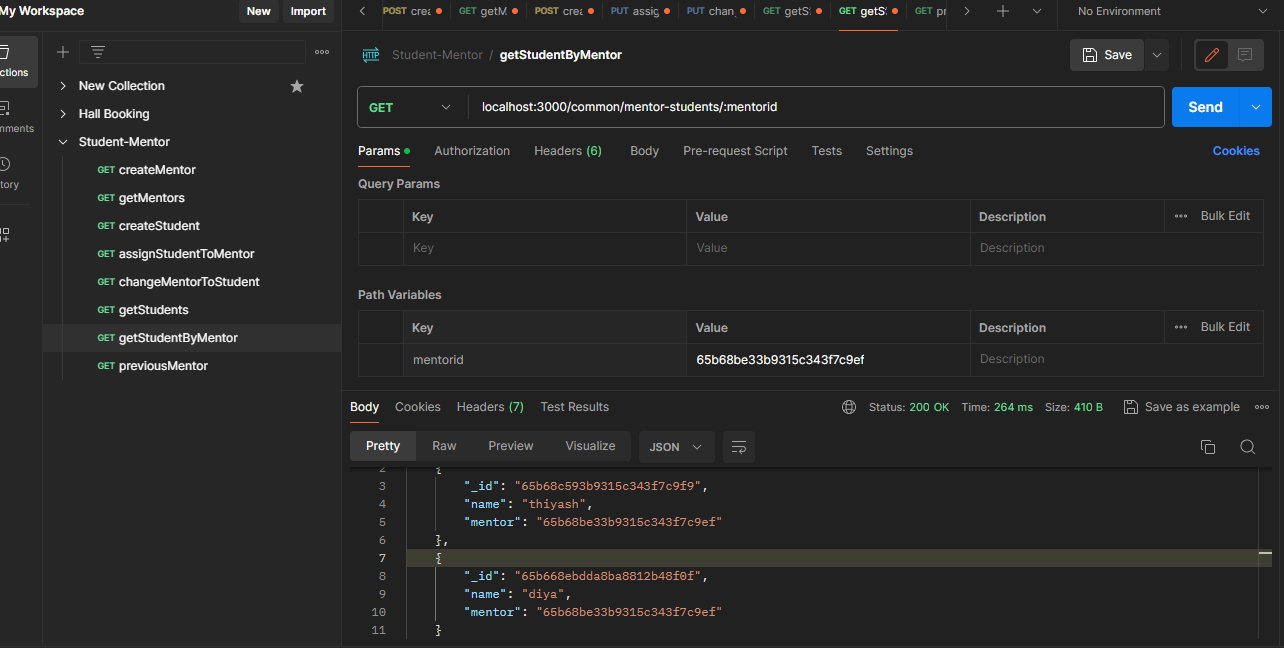 My Workspace
New
Import
POST crea
GET getM
POST crea
PUT assig
PUT chan
GET getS
GET getS
GET pr
No Environment
ctions
nments
tory
New Collection
Hall Booking
Student-Mentor
GET createMentor
GET getMentors
GET createStudent
GET assignStudentToMentor
GET changeMentorToStudent
GET getStudents
GET getStudentByMentor
GET previousMentor
HTTP Student-Mentor / getStudentByMentor
Save
GET localhost:3000/common/mentor-students/:mentorid
Send
Params Authorization Headers (6) Body Pre-request Script Tests Settings Cookies
Query Params
Key Value Description ... Bulk Edit
Key Value Description
Path Variables
Key Value Description ... Bulk Edit
mentorid 65b68be33b9315c343f7c9ef Description
Body Cookies Headers (7) Test Results Status: 200 OK Time: 264 ms Size: 410 B Save as example
Pretty Raw Preview Visualize JSON
2 {
3 "_id": "65b68c593b9315c343f7c9f9",
4 "name": "thiyash",
5 "mentor": "65b68be33b9315c343f7c9ef"
6 },
7 {
8 "_id": "65b668ebdda8ba8812b48f0f",
9 "name": "diya",
10 "mentor": "65b68be33b9315c343f7c9ef"
11 }